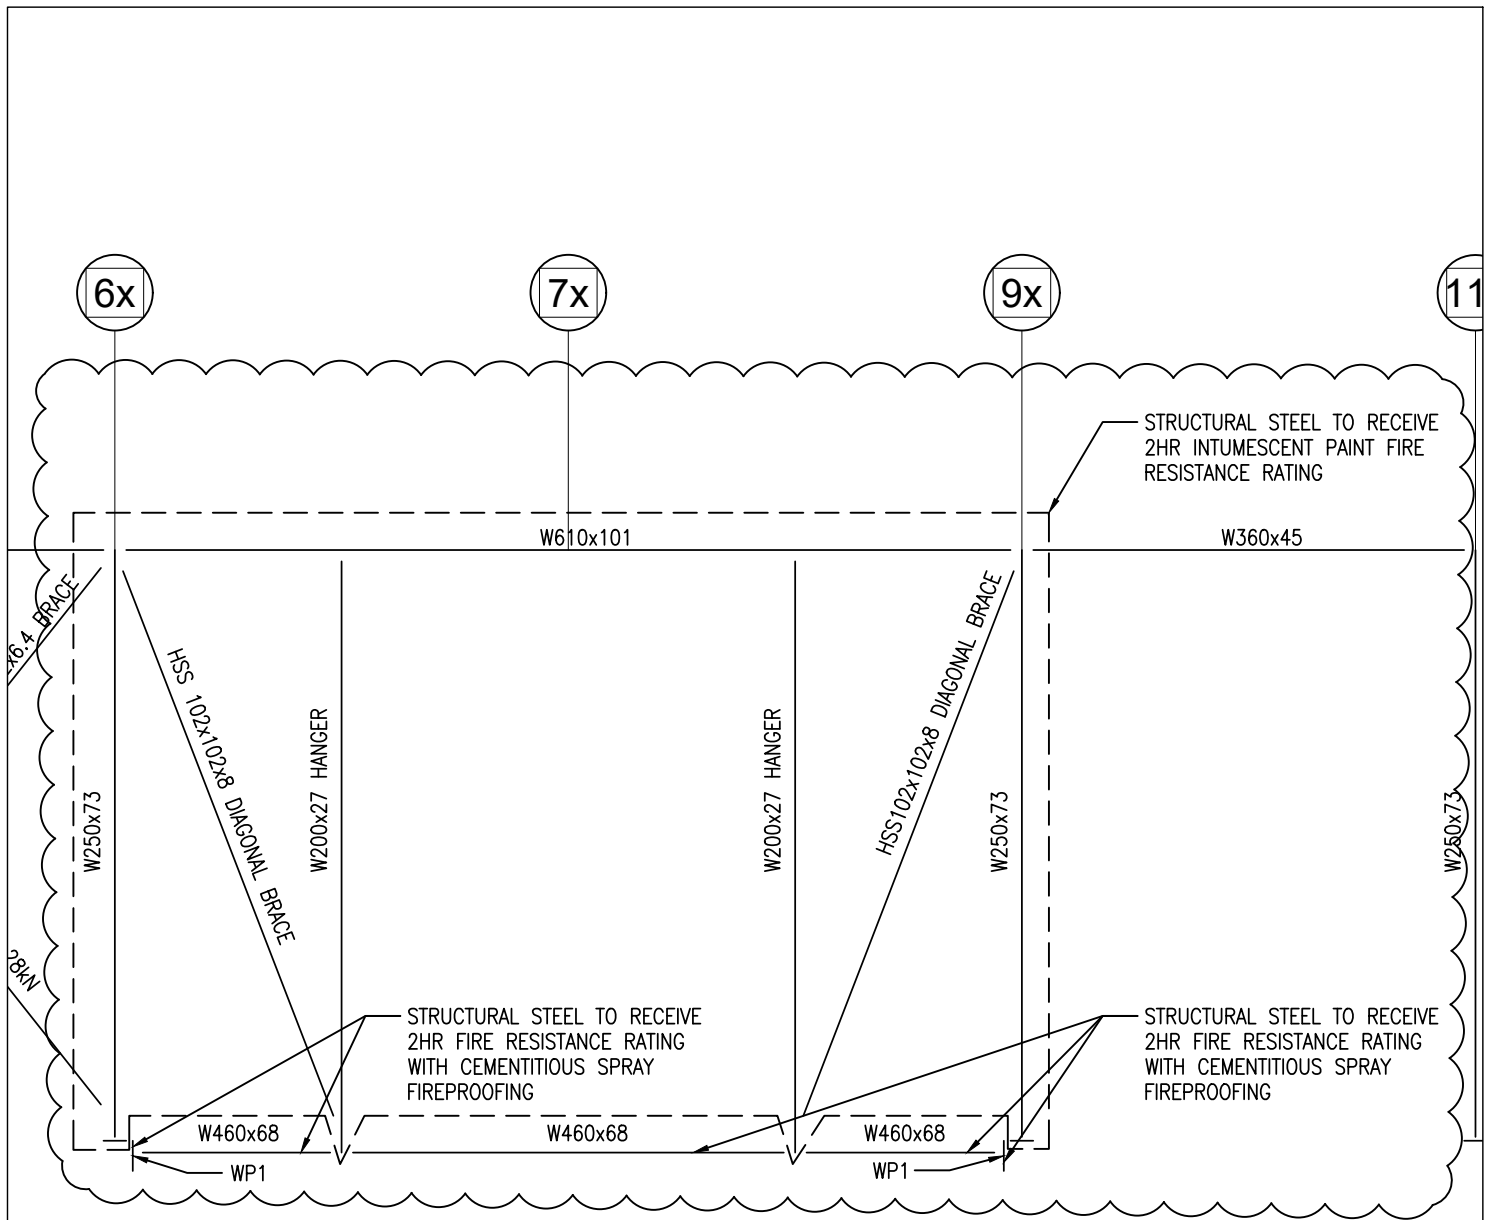 6x
7x
9x
11
STRUCTURAL STEEL TO RECEIVE
2HR INTUMESCENT PAINT FIRE
RESISTANCE RATING
W610x101
W360x45
x6.4 BRACE
HSS 102x102x8 DIAGONAL BRACE
W200x27 HANGER
W200x27 HANGER
HSS102x102x8 DIAGONAL BRACE
W250x73
W250x73
W250x73
28kN
STRUCTURAL STEEL TO RECEIVE
2HR FIRE RESISTANCE RATING
WITH CEMENTITIOUS SPRAY
FIREPROOFING
STRUCTURAL STEEL TO RECEIVE
2HR FIRE RESISTANCE RATING
WITH CEMENTITIOUS SPRAY
FIREPROOFING
W460x68
W460x68
W460x68
WP1
WP1